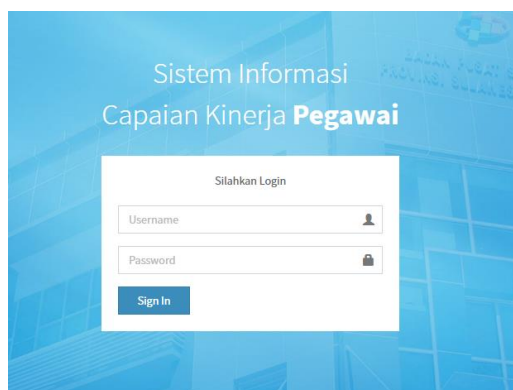 Sistem Informasi
Capaian Kinerja Pegawai
Silahkan Login
Username
Password
Sign In